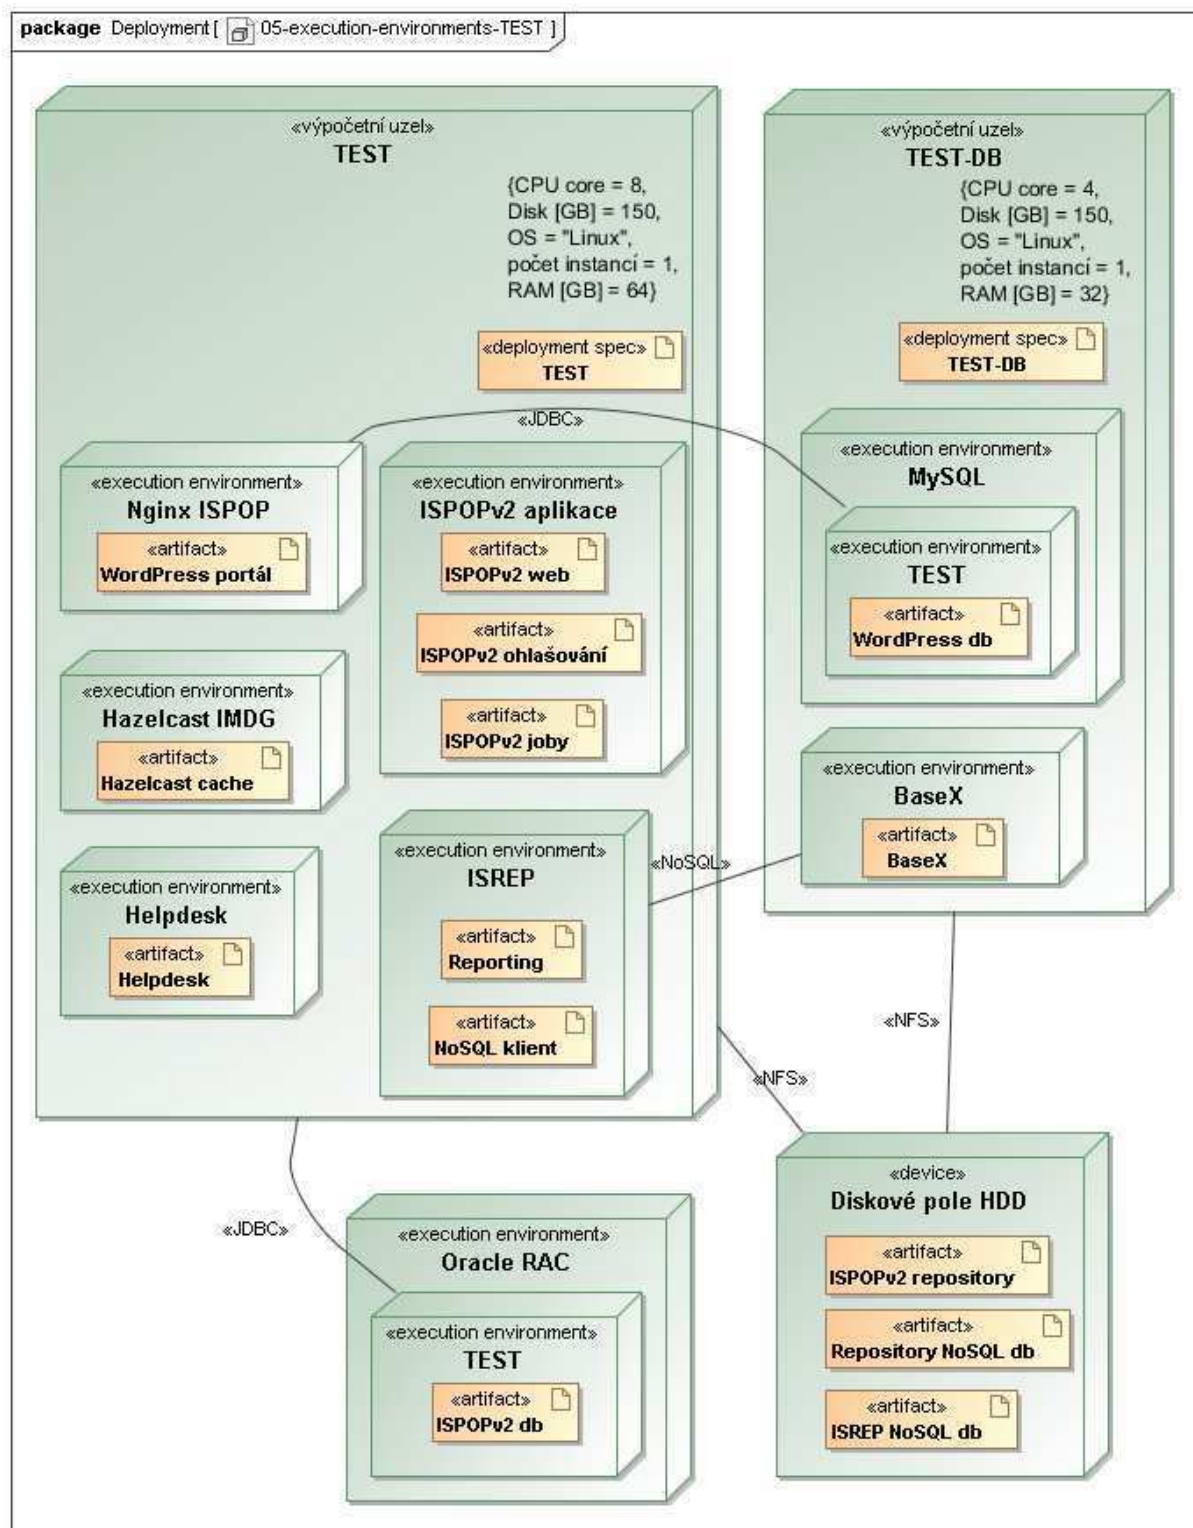 package Deployment [ 05-execution-environments-TEST ]
«výpočetní uzel»
TEST
{CPU core = 8,
Disk [GB] = 150,
OS = "Linux",
počet instancí = 1,
RAM [GB] = 64}
«deployment spec»
TEST
«execution environment»
Nginx ISPOP
«artifact»
WordPress portál
«execution environment»
ISPOPv2 aplikace
«artifact»
ISPOPv2 web
«artifact»
ISPOPv2 ohlašování
«artifact»
ISPOPv2 joby
«execution environment»
Hazelcast IMDG
«artifact»
Hazelcast cache
«execution environment»
Helpdesk
«artifact»
Helpdesk
«execution environment»
ISREP
«artifact»
Reporting
«artifact»
NoSQL klient
«JDBC»
«výpočetní uzel»
TEST-DB
{CPU core = 4,
Disk [GB] = 150,
OS = "Linux",
počet instancí = 1,
RAM [GB] = 32}
«deployment spec»
TEST-DB
«execution environment»
MySQL
«execution environment»
TEST
«artifact»
WordPress db
«execution environment»
BaseX
«artifact»
BaseX
«NoSQL»
«NFS»
«NFS»
«JDBC»
«execution environment»
Oracle RAC
«execution environment»
TEST
«artifact»
ISPOPv2 db
«device»
Diskové pole HDD
«artifact»
ISPOPv2 repository
«artifact»
Repository NoSQL db
«artifact»
ISREP NoSQL db